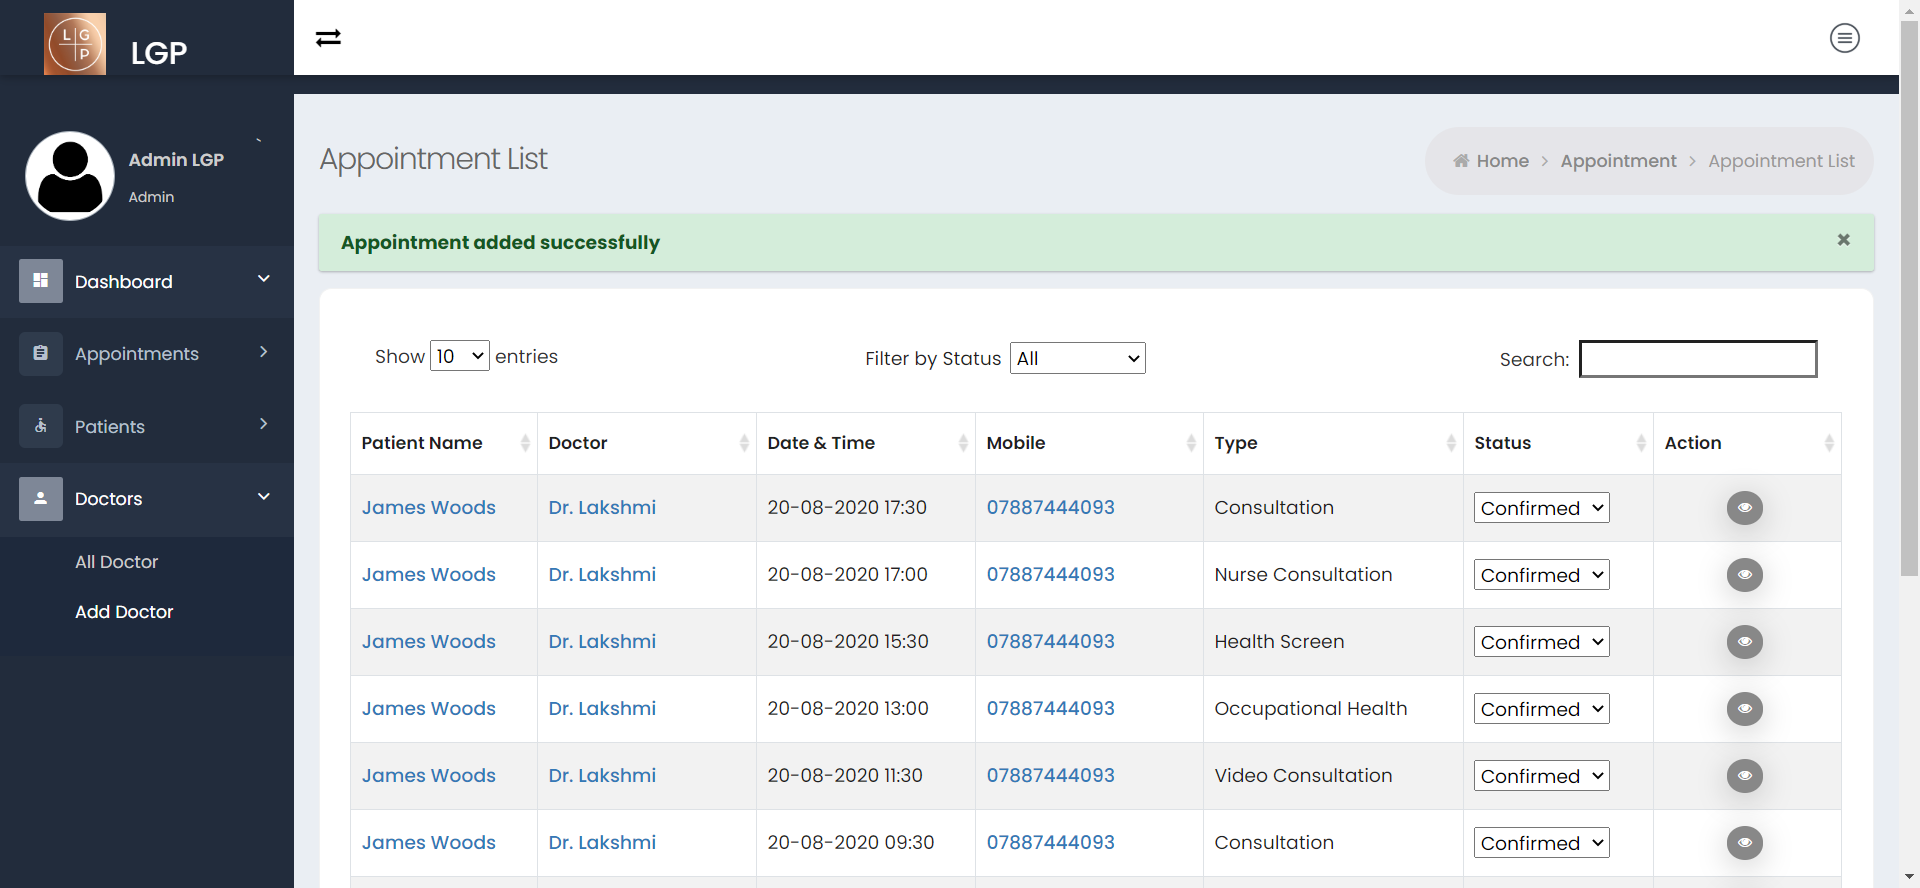 L G P
LGP
Admin LGP
Admin
Dashboard
Appointments
Patients
Doctors
All Doctor
Add Doctor
Appointment List
Home > Appointment > Appointment List
Appointment added successfully
Show 10 entries
Filter by Status All
Search:
Patient Name Doctor Date & Time Mobile Type Status Action
James Woods Dr. Lakshmi 20-08-2020 17:30 07887444093 Consultation Confirmed
James Woods Dr. Lakshmi 20-08-2020 17:00 07887444093 Nurse Consultation Confirmed
James Woods Dr. Lakshmi 20-08-2020 15:30 07887444093 Health Screen Confirmed
James Woods Dr. Lakshmi 20-08-2020 13:00 07887444093 Occupational Health Confirmed
James Woods Dr. Lakshmi 20-08-2020 11:30 07887444093 Video Consultation Confirmed
James Woods Dr. Lakshmi 20-08-2020 09:30 07887444093 Consultation Confirmed